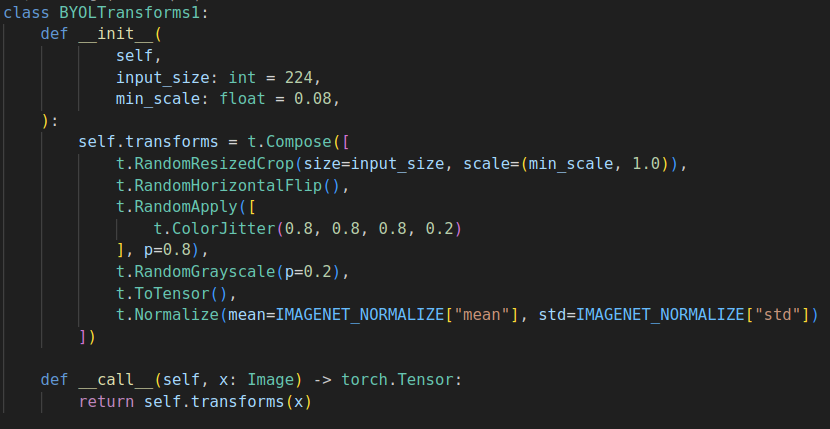 class BYOLTransforms1:
    def __init__(
            self,
            input_size: int = 224,
            min_scale: float = 0.08,
    ):
        self.transforms = t.Compose([
            t.RandomResizedCrop(size=input_size, scale=(min_scale, 1.0)),
            t.RandomHorizontalFlip(),
            t.RandomApply([
                t.ColorJitter(0.8, 0.8, 0.8, 0.2)
            ], p=0.8),
            t.RandomGrayscale(p=0.2),
            t.ToTensor(),
            t.Normalize(mean=IMAGENET_NORMALIZE["mean"], std=IMAGENET_NORMALIZE["std"])
        ])

    def __call__(self, x: Image) -> torch.Tensor:
        return self.transforms(x)